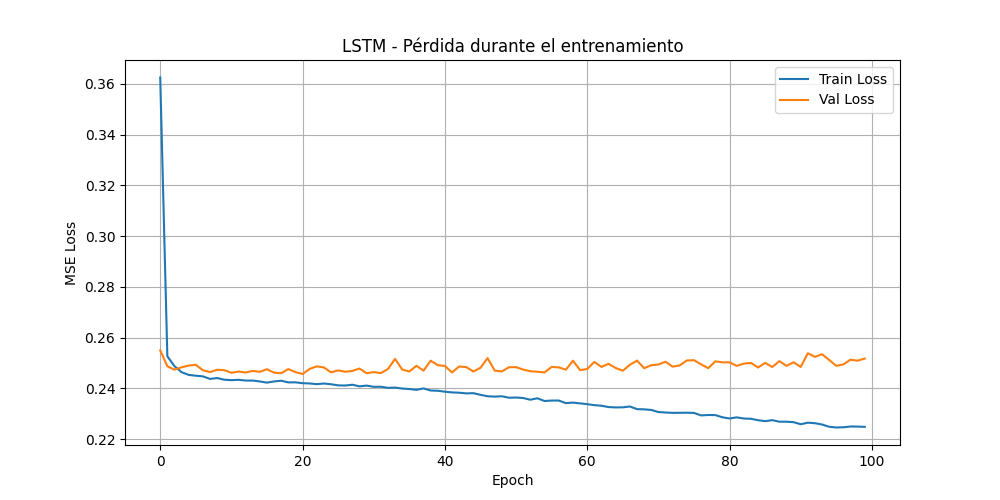 LSTM - Pérdida durante el entrenamiento
Train Loss
Val Loss
MSE Loss
0.36
0.34
0.32
0.30
0.28
0.26
0.24
0.22
0
20
40
60
80
100
Epoch